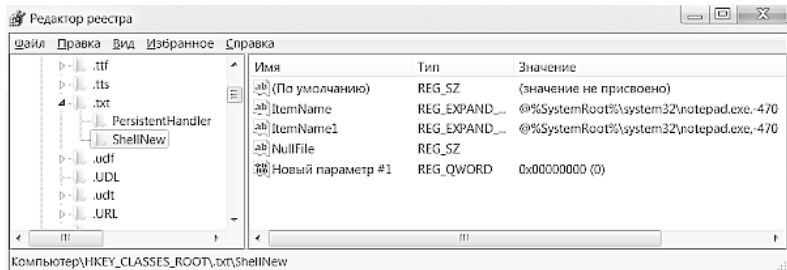 Редактор реестра
Файл Правка Вид Избранное Справка
.ttf
.tts
.txt
PersistentHandler
ShellNew
.udf
.UDL
.udt
.URL
Имя Тип Значение
(По умолчанию) REG_SZ (значение не присвоено)
ItemName REG_EXPAND_... @%SystemRoot%\system32\notepad.exe,-470
ItemName1 REG_EXPAND_... @%SystemRoot%\system32\notepad.exe,-470
NullFile REG_SZ
Новый параметр #1 REG_QWORD 0x00000000 (0)
Компьютер\HKEY_CLASSES_ROOT\.txt\ShellNew